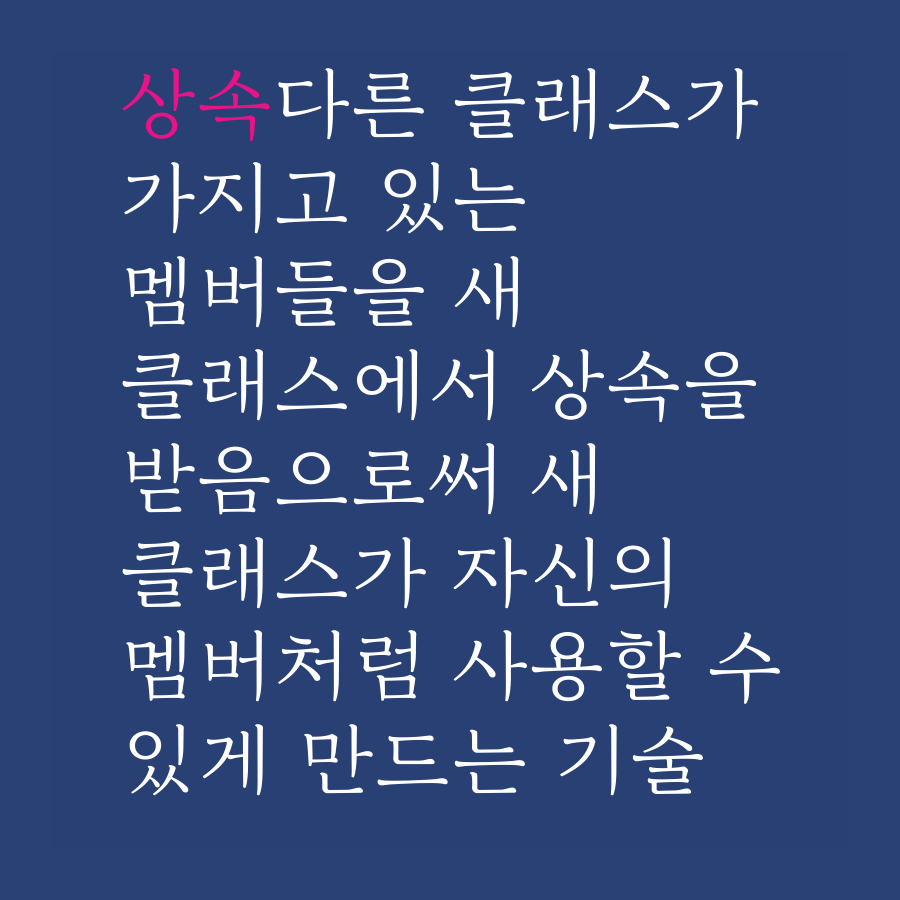 상속다른 클래스가
가지고 있는
멤버들을 새
클래스에서 상속을
받음으로써 새
클래스가 자신의
멤버처럼 사용할 수
있게 만드는 기술